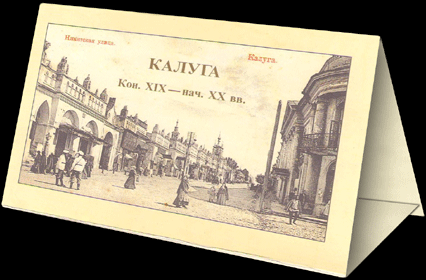 Никитская улица.
Калуга.
КАЛУГА
Кон. XIX—нач. XX вв.